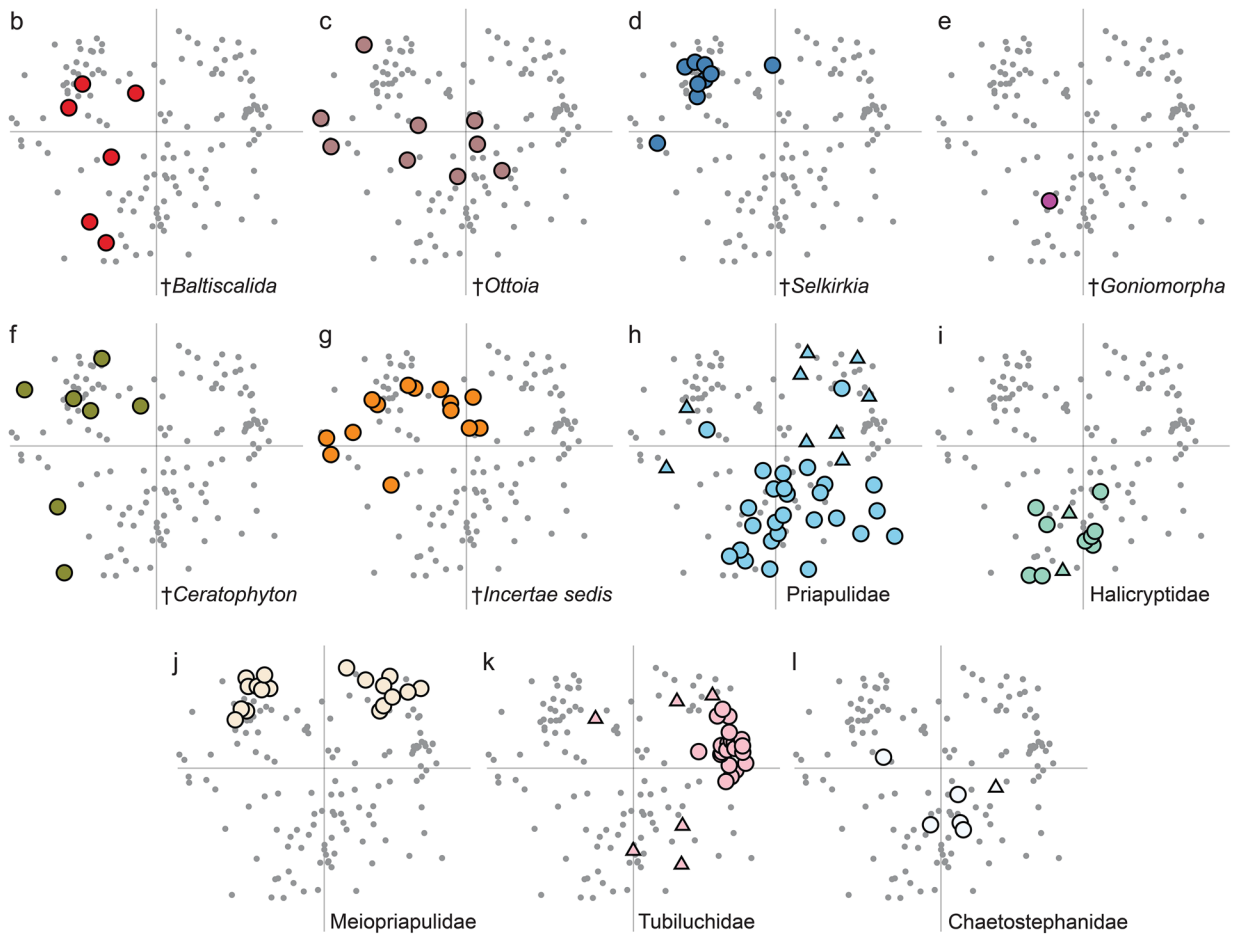 b
c
d
e
†Baltiscalida
†Ottoia
†Selkirkia
†Goniomorpha
f
g
h
i
†Ceratophyton
†Incertae sedis
Priapulidae
Halicryptidae
j
k
l
Meiopriapulidae
Tubiluchidae
Chaetostephanidae